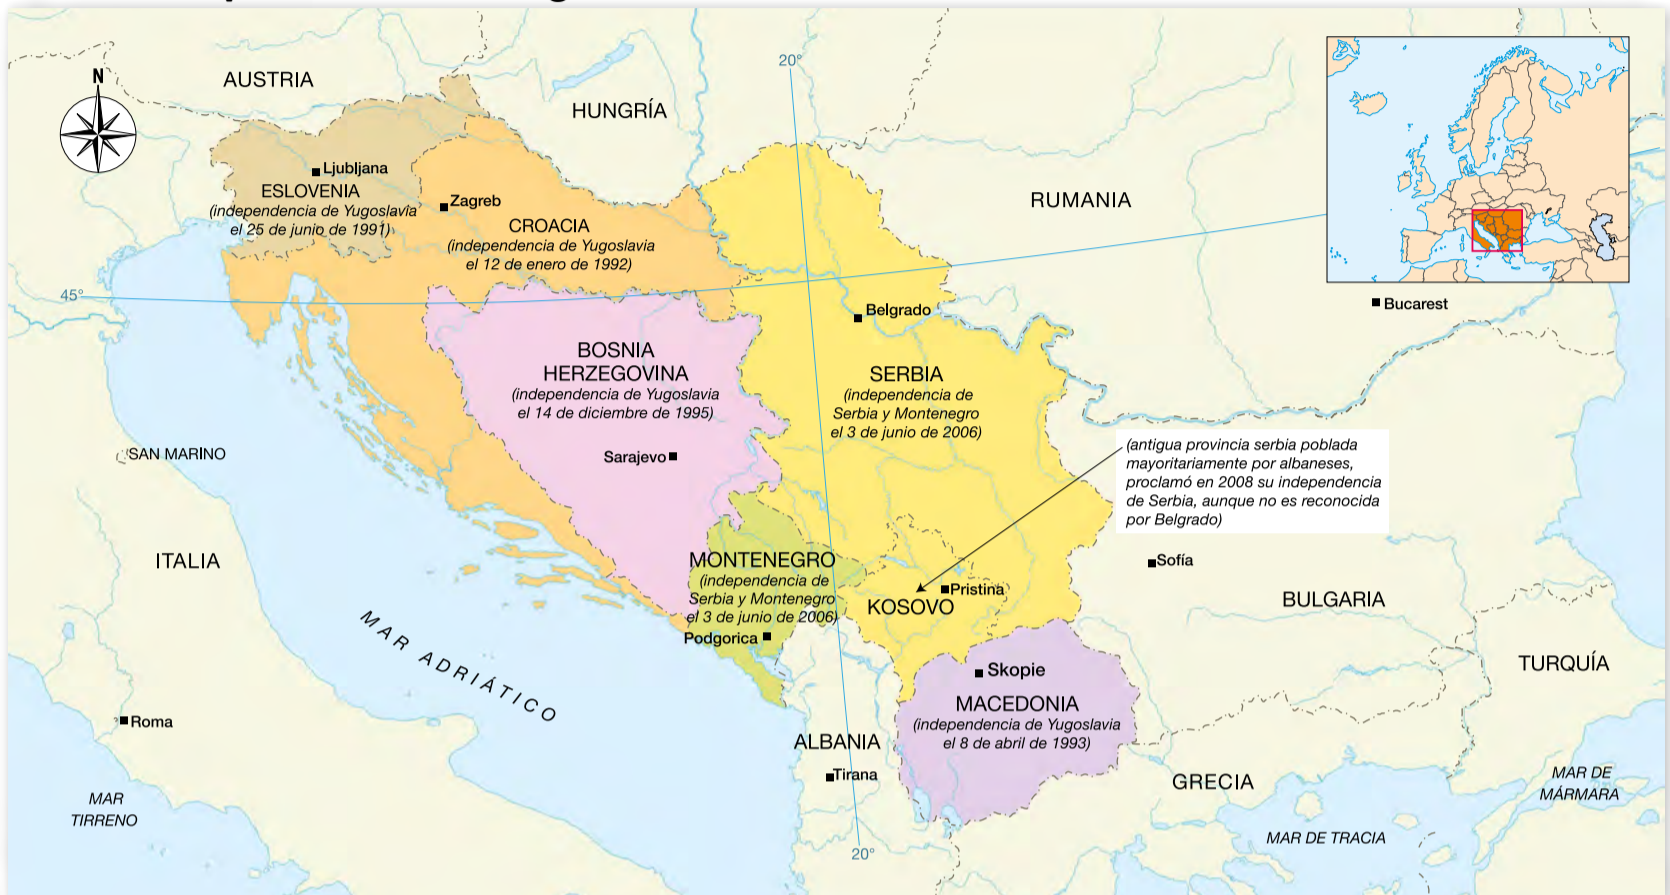 N
20°
AUSTRIA
HUNGRÍA
Ljubljana
ESLOVENIA
(independencia de Yugoslavia
el 25 de junio de 1991)
Zagreb
CROACIA
(independencia de Yugoslavia
el 12 de enero de 1992)
RUMANIA
45°
Belgrado
Bucarest
BOSNIA
HERZEGOVINA
(independencia de Yugoslavia
el 14 de diciembre de 1995)
SERBIA
(independencia de
Serbia y Montenegro
el 3 de junio de 2006)
SAN MARINO
Sarajevo
(antigua provincia serbia poblada
mayoritariamente por albaneses,
proclamó en 2008 su independencia
de Serbia, aunque no es reconocida
por Belgrado)
ITALIA
MONTENEGRO
(independencia de
Serbia y Montenegro
el 3 de junio de 2006)
Podgorica
Pristina
KOSOVO
Sofía
BULGARIA
MAR ADRIÁTICO
TURQUÍA
Skopie
MACEDONIA
(independencia de Yugoslavia
el 8 de abril de 1993)
Roma
ALBANIA
Tirana
GRECIA
MAR
TIRRENO
MAR DE
MÁRMARA
MAR DE TRACIA
20°